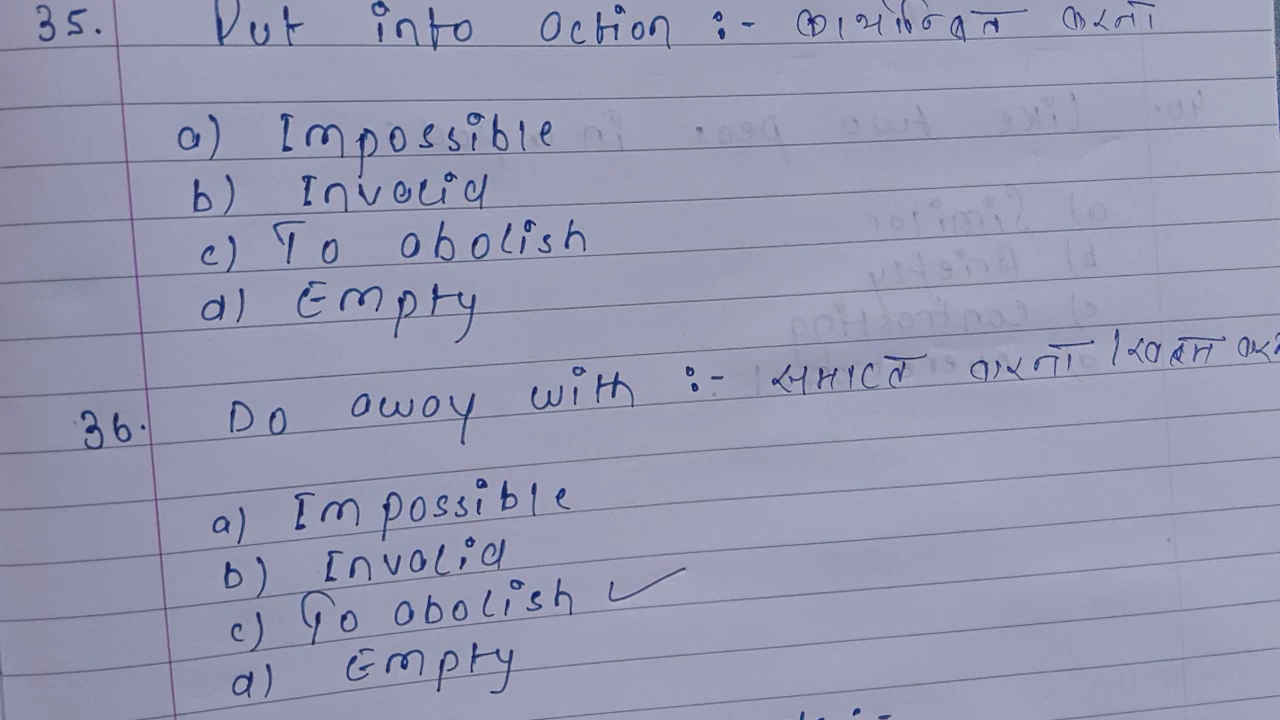 35. Put into action :- कार्यान्वित करना
a) Impossible
b) Invalid
c) To abolish
d) Empty
36. Do away with :- समाप्त करना / खत्म
a) Impossible
b) Invalid
c) To abolish ✓
d) Empty